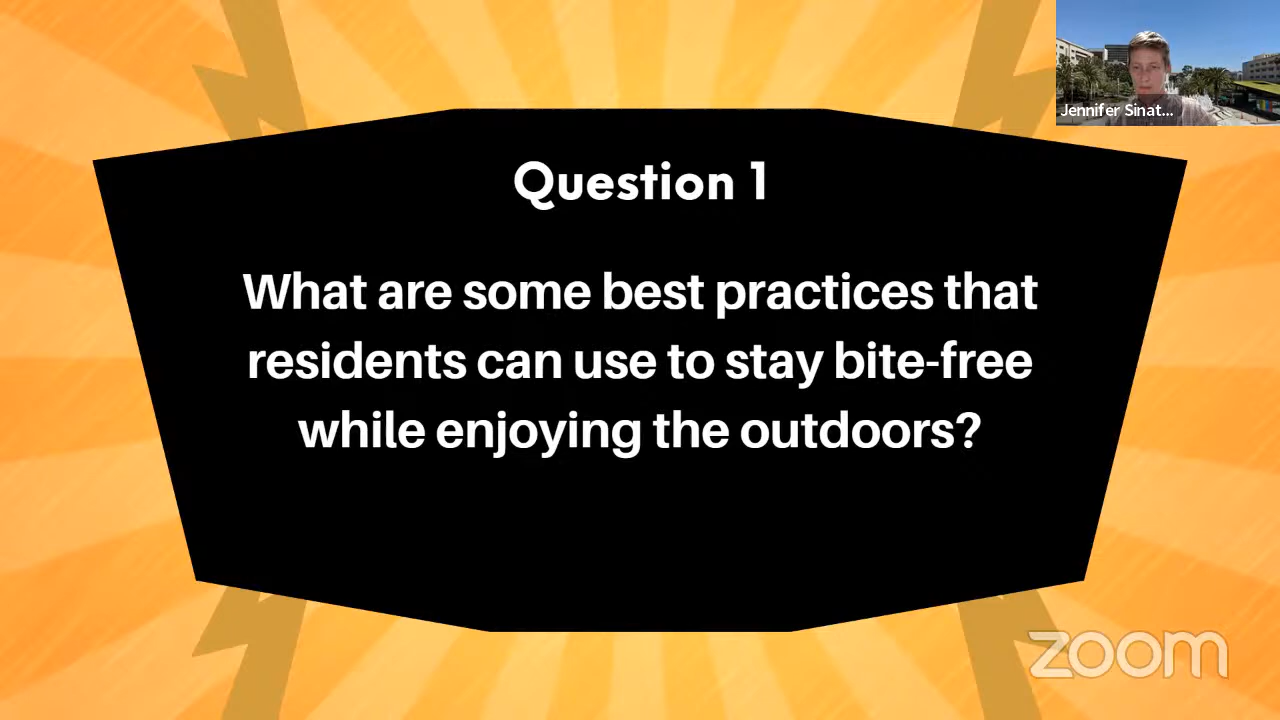 Jennifer Sinat...
Question 1
What are some best practices that
residents can use to stay bite-free
while enjoying the outdoors?
zoom